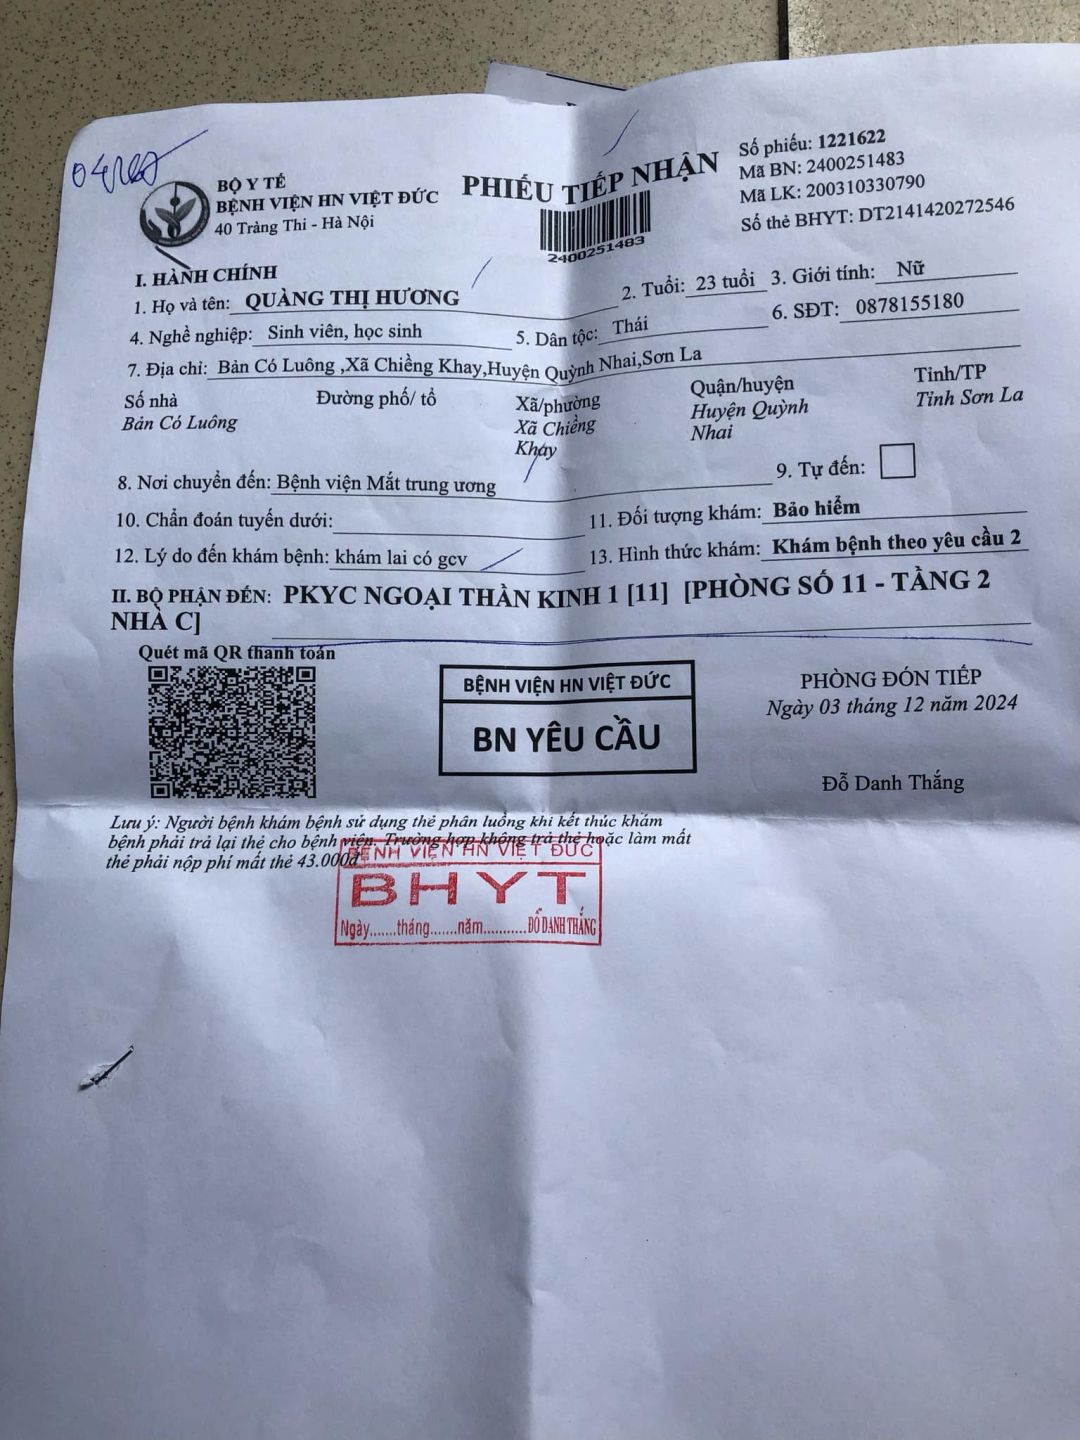 BỘ Y TẾ
BỆNH VIỆN HN VIỆT ĐỨC
40 Tràng Thi - Hà Nội
PHIẾU TIẾP NHẬN
2400251483
Số phiếu: 1221622
Mã BN: 2400251483
Mã LK: 200310330790
Số thẻ BHYT: DT2141420272546
I. HÀNH CHÍNH
1. Họ và tên: QUÀNG THỊ HƯƠNG 2. Tuổi: 23 tuổi 3. Giới tính: Nữ
4. Nghề nghiệp: Sinh viên, học sinh 5. Dân tộc: Thái 6. SĐT: 0878155180
7. Địa chỉ: Bản Có Luông ,Xã Chiềng Khay,Huyện Quỳnh Nhai,Sơn La
Số nhà Đường phố/ tổ Xã/phường Quận/huyện Tỉnh/TP
Bản Có Luông Xã Chiềng Huyện Quỳnh Tỉnh Sơn La
Khay Nhai
8. Nơi chuyển đến: Bệnh viện Mắt trung ương 9. Tự đến:
10. Chẩn đoán tuyến dưới: 11. Đối tượng khám: Bảo hiểm
12. Lý do đến khám bệnh: khám lai có gcv 13. Hình thức khám: Khám bệnh theo yêu cầu 2
II. BỘ PHẬN ĐẾN: PKYC NGOẠI THẦN KINH 1 [11] [PHÒNG SỐ 11 - TẦNG 2
NHÀ C]
Quét mã QR thanh toán
BỆNH VIỆN HN VIỆT ĐỨC
BN YÊU CẦU
PHÒNG ĐÓN TIẾP
Ngày 03 tháng 12 năm 2024
Đỗ Danh Thắng
Lưu ý: Người bệnh khám bệnh sử dụng thẻ phân luồng khi kết thúc khám
bệnh phải trả lại thẻ cho bệnh viện. Trường hợp không trả thẻ hoặc làm mất
thẻ phải nộp phí mất thẻ 43.000đ
BỆNH VIỆN HN VIỆT ĐỨC
BHYT
Ngày.......tháng.......năm...........ĐỖ DANH THẮNG